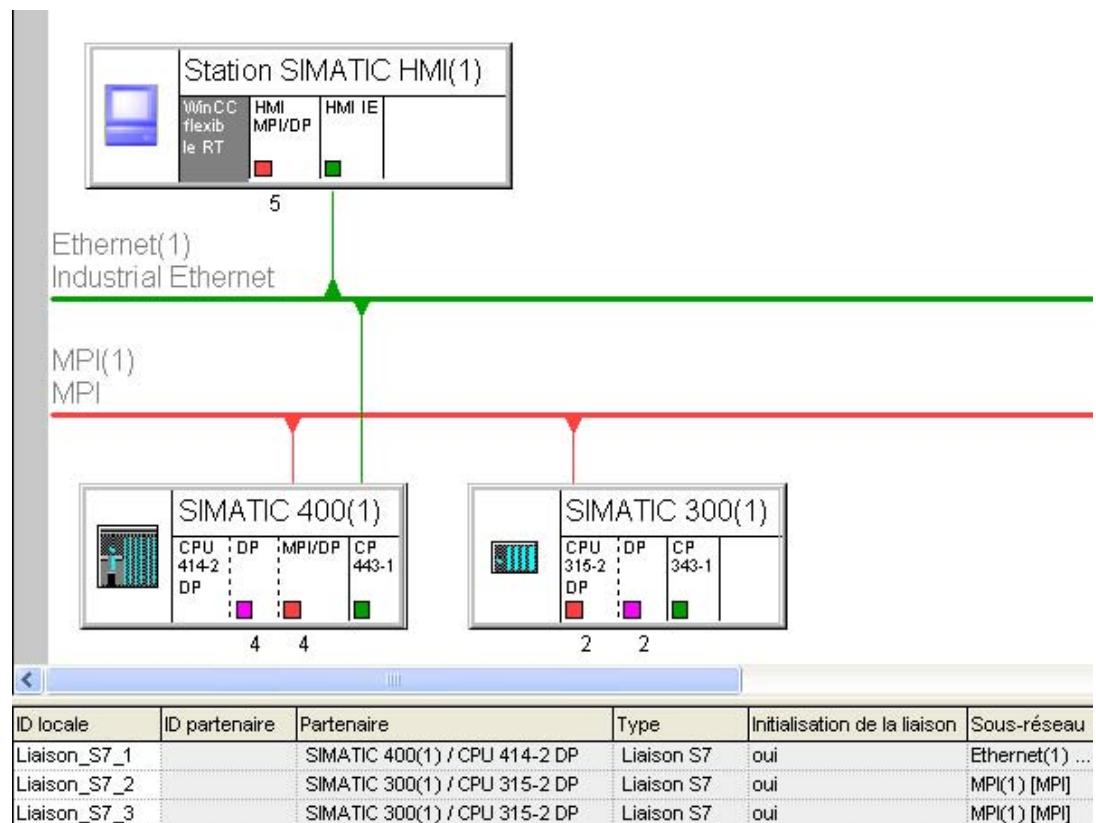 Station SIMATIC HMI(1)
WinCC flexib le RT
HMI MPI/DP
HMI IE
5
Ethernet(1)
Industrial Ethernet
MPI(1)
MPI
SIMATIC 400(1)
CPU 414-2 DP
DP
MPI/DP
CP 443-1
4 4
SIMATIC 300(1)
CPU 315-2 DP
DP
CP 343-1
2 2
ID locale ID partenaire Partenaire Type Initialisation de la liaison Sous-réseau
Liaison_S7_1 SIMATIC 400(1) / CPU 414-2 DP Liaison S7 oui Ethernet(1) ...
Liaison_S7_2 SIMATIC 300(1) / CPU 315-2 DP Liaison S7 oui MPI(1) [MPI]
Liaison_S7_3 SIMATIC 300(1) / CPU 315-2 DP Liaison S7 oui MPI(1) [MPI]